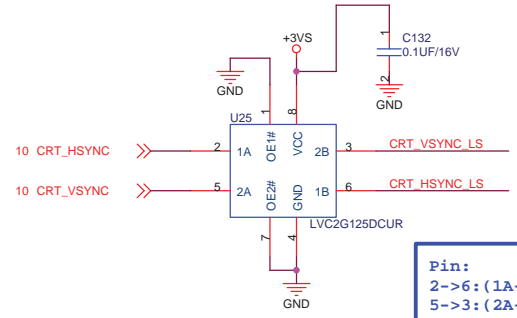 +3VS
1
C132
0.1UF/16V
2
GND
GND
U25
1
8
OE1#
VCC
10 CRT_HSYNC
2
1A
2B
3
CRT_VSYNC_LS
10 CRT_VSYNC
5
2A
1B
6
CRT_HSYNC_LS
OE2#
GND
7
4
LVC2G125DCUR
GND
Pin:
2->6:(1A-
5->3:(2A-